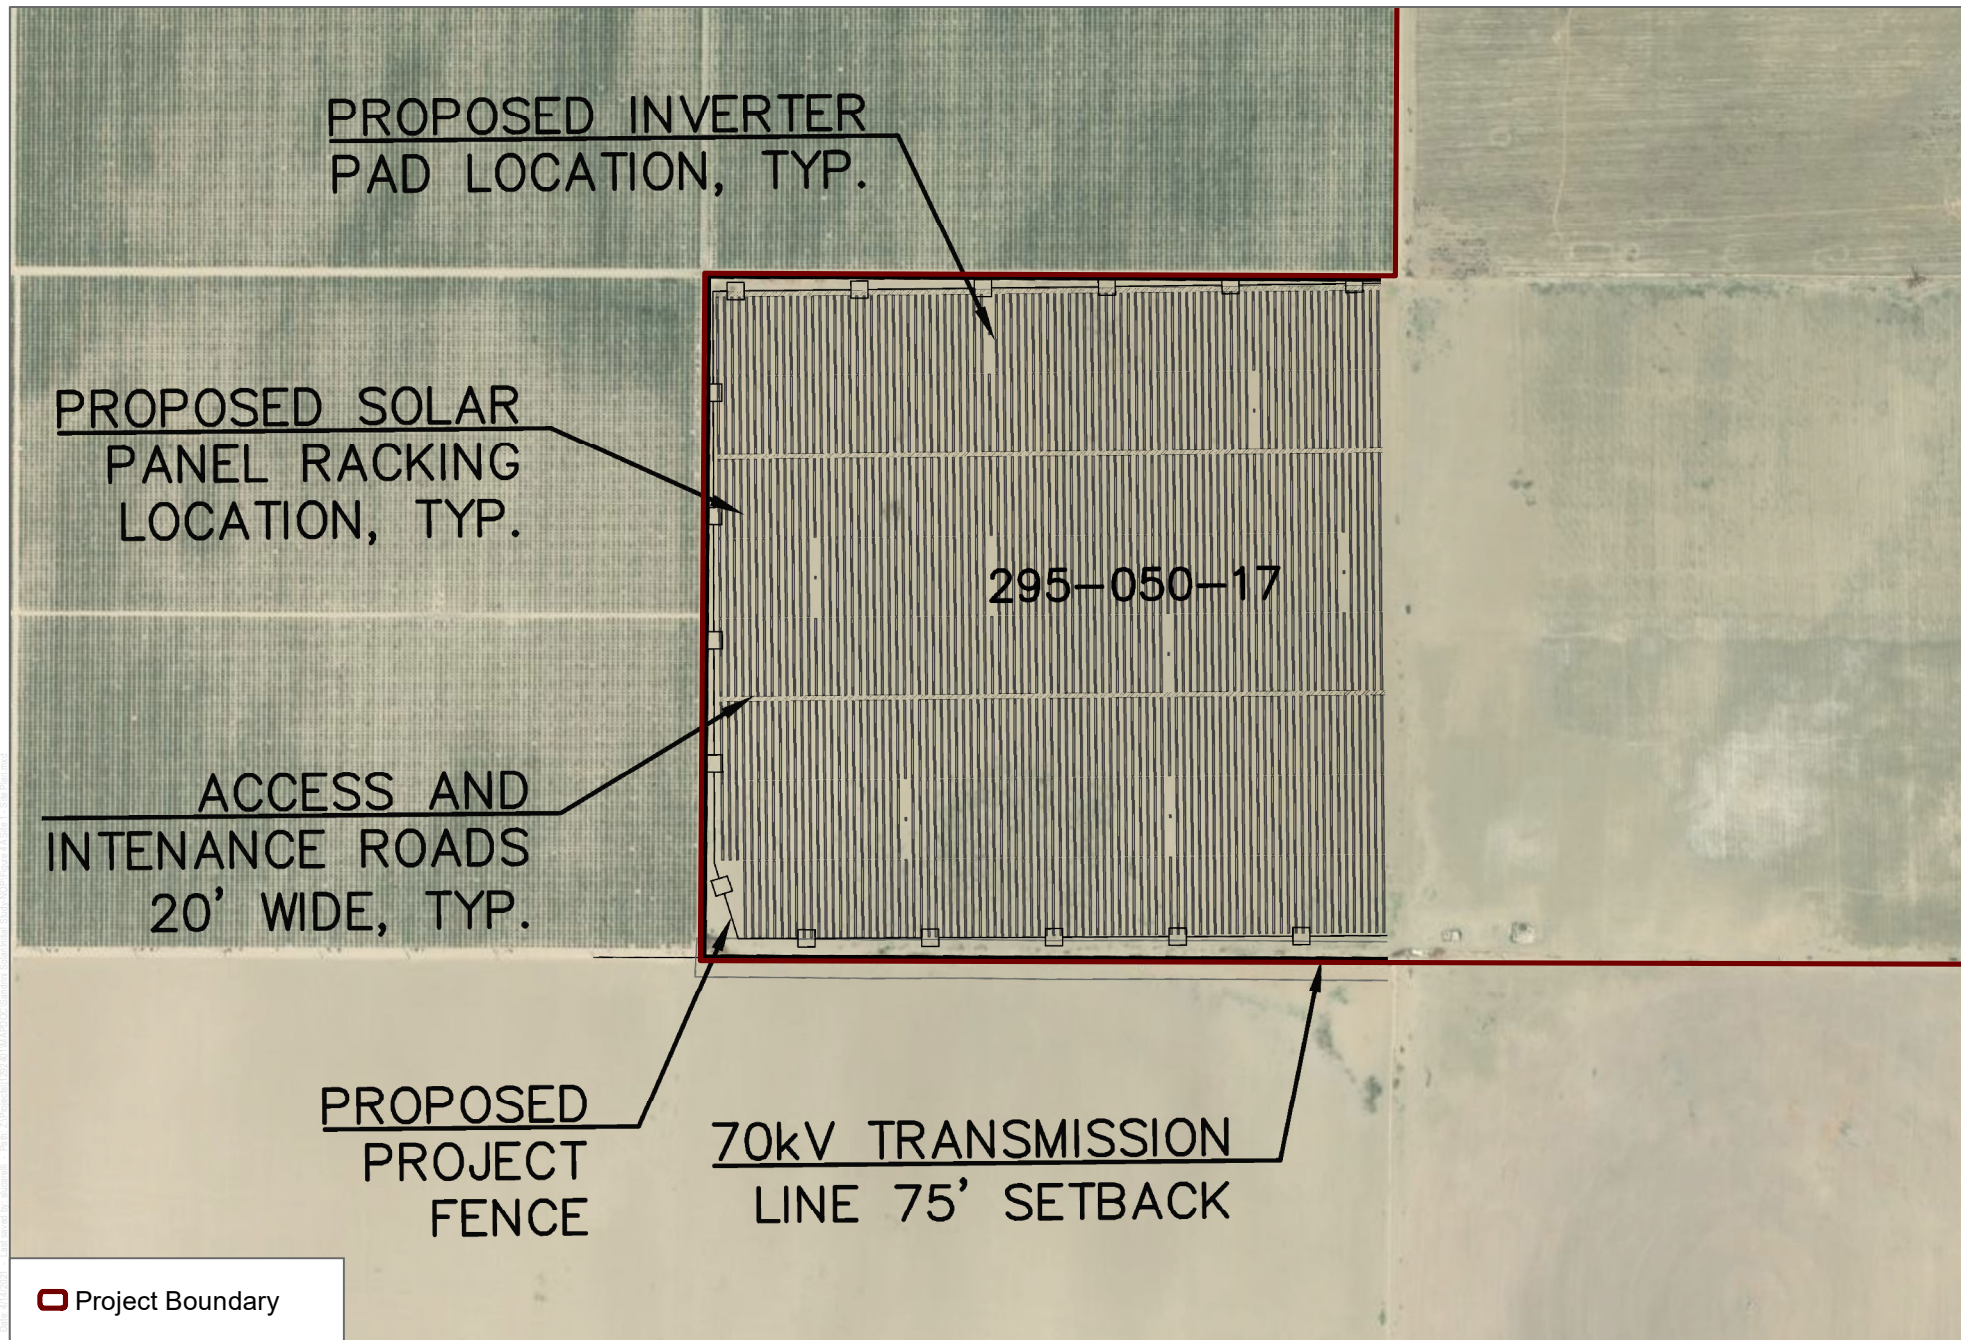 PROPOSED INVERTER
PAD LOCATION, TYP.
PROPOSED SOLAR
PANEL RACKING
LOCATION, TYP.
295-050-17
ACCESS AND
INTENANCE ROADS
20' WIDE, TYP.
PROPOSED
PROJECT
FENCE
70kV TRANSMISSION
LINE 75' SETBACK
Project Boundary